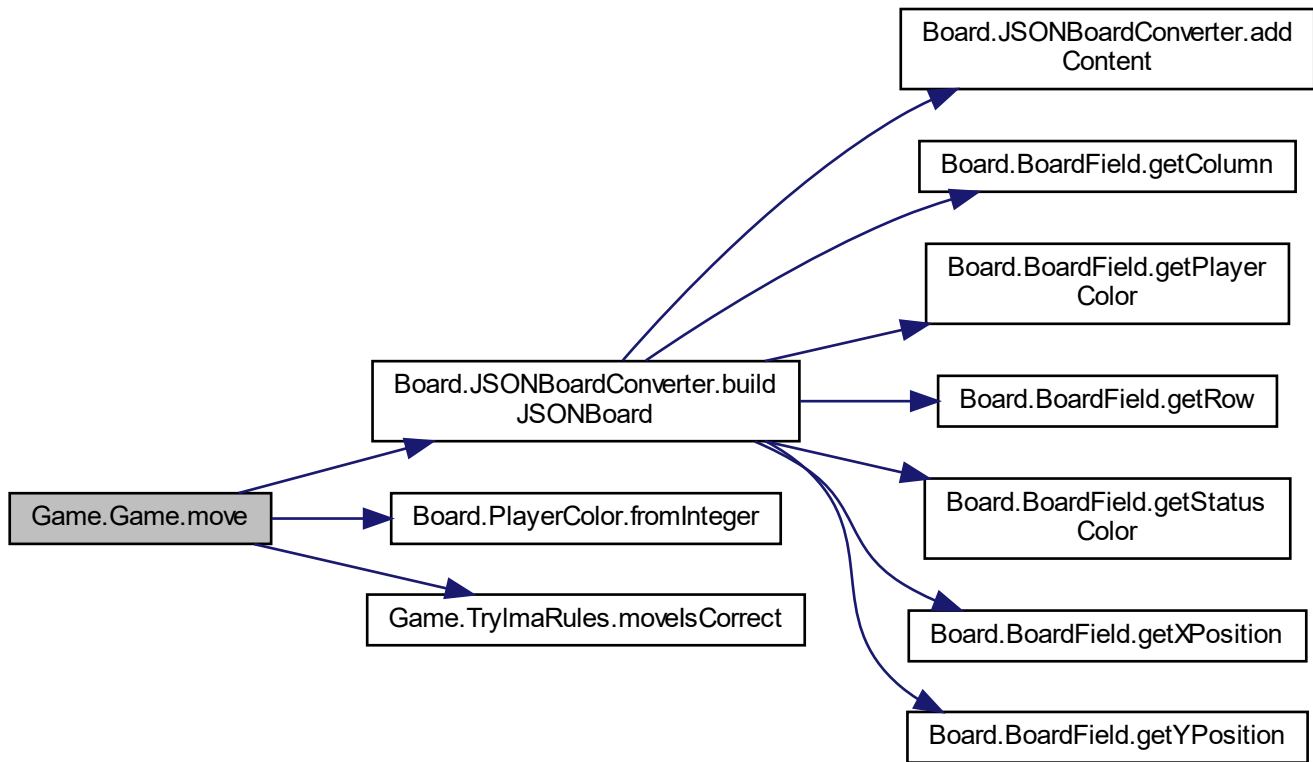 Board.JSONBoardConverter.add
Content
Board.BoardField.getColumn
Board.BoardField.getPlayer
Color
Board.JSONBoardConverter.build
JSONBoard
Board.BoardField.getRow
Board.BoardField.getStatus
Color
Game.Game.move
Board.PlayerColor.fromInteger
Game.TryImaRules.moveIsCorrect
Board.BoardField.getXPosition
Board.BoardField.getYPosition